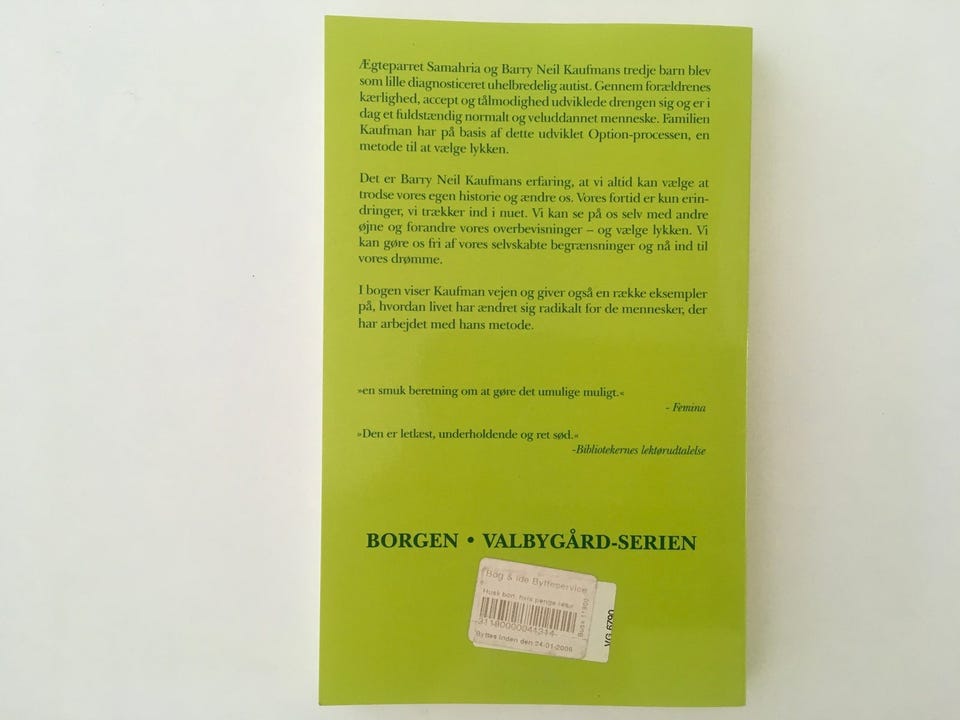 Ægteparret Samahria og Barry Neil Kaufmans tredje barn blev
som lille diagnosticeret uhelbredelig autist. Gennem forældrenes
kærlighed, accept og tålmodighed udviklede drengen sig og er i
dag et fuldstændig normalt og veluddannet menneske. Familien
Kaufman har på basis af dette udviklet Option-processen, en
metode til at vælge lykken.
Det er Barry Neil Kaufmans erfaring, at vi altid kan vælge at
trodse vores egen historie og ændre os. Vores fortid er kun erin-
dringer, vi trækker ind i nuet. Vi kan se på os selv med andre
øjne og forandre vores overbevisninger – og vælge lykken. Vi
kan gøre os fri af vores selvskabte begrænsninger og nå ind til
vores drømme.
I bogen viser Kaufman vejen og giver også en række eksempler
på, hvordan livet har ændret sig radikalt for de mennesker, der
har arbejdet med hans metode.
»en smuk beretning om at gøre det umulige muligt.«
- Femina
»Den er letlæst, underholdende og ret sød.«
-Bibliotekernes lektørudtalelse
BORGEN • VALBYGÅRD-SERIEN
Bog & ide Bytteservice
Husk bon, hvis penge retur
Byttes inden den 24-01-2006
VG 6790